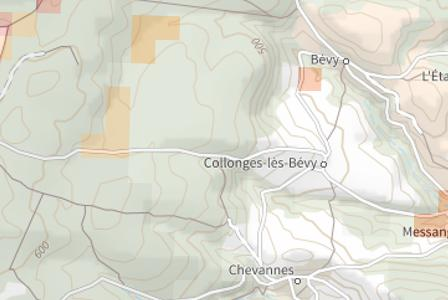 500
Bévy
L'Éta
Collonges-lès-Bévy
Messang
600
Chevannes